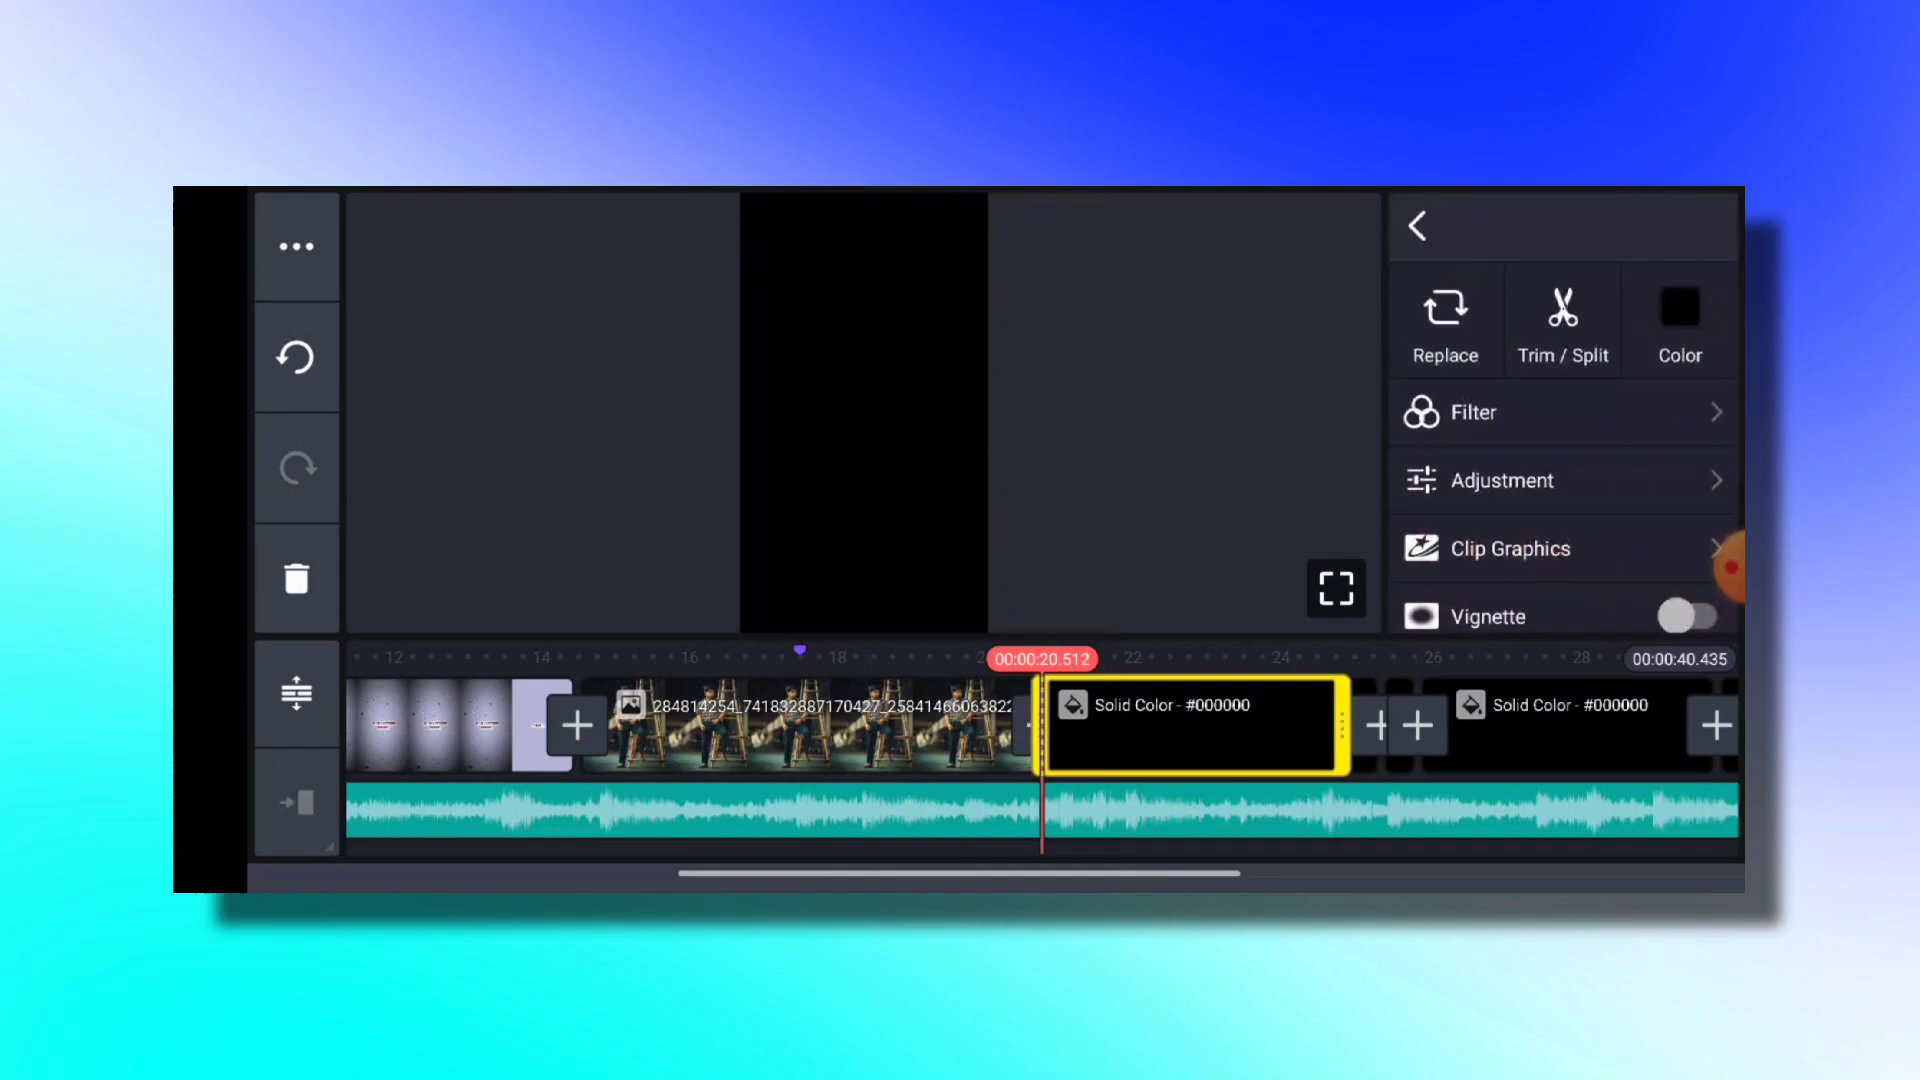 Replace
Trim / Split
Color
Filter
Adjustment
Clip Graphics
Vignette
12
14
16
18
00:00:20.512
22
24
26
28
00:00:40.435
284814254_741832887170427_25841466063822
Solid Color - #000000
Solid Color - #000000